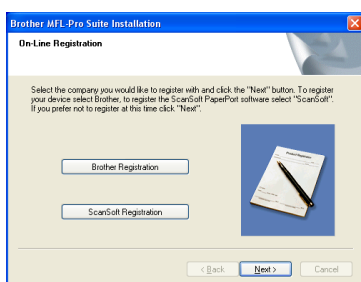 Brother MFL-Pro Suite Installation
On-Line Registration
Select the company you would like to register with and click the "Next" button. To register
your device select Brother, to register the ScanSoft PaperPort software select "ScanSoft".
If you prefer not to register at this time click "Next".
Product Registration
Brother Registration
ScanSoft Registration
< Back
Next >
Cancel